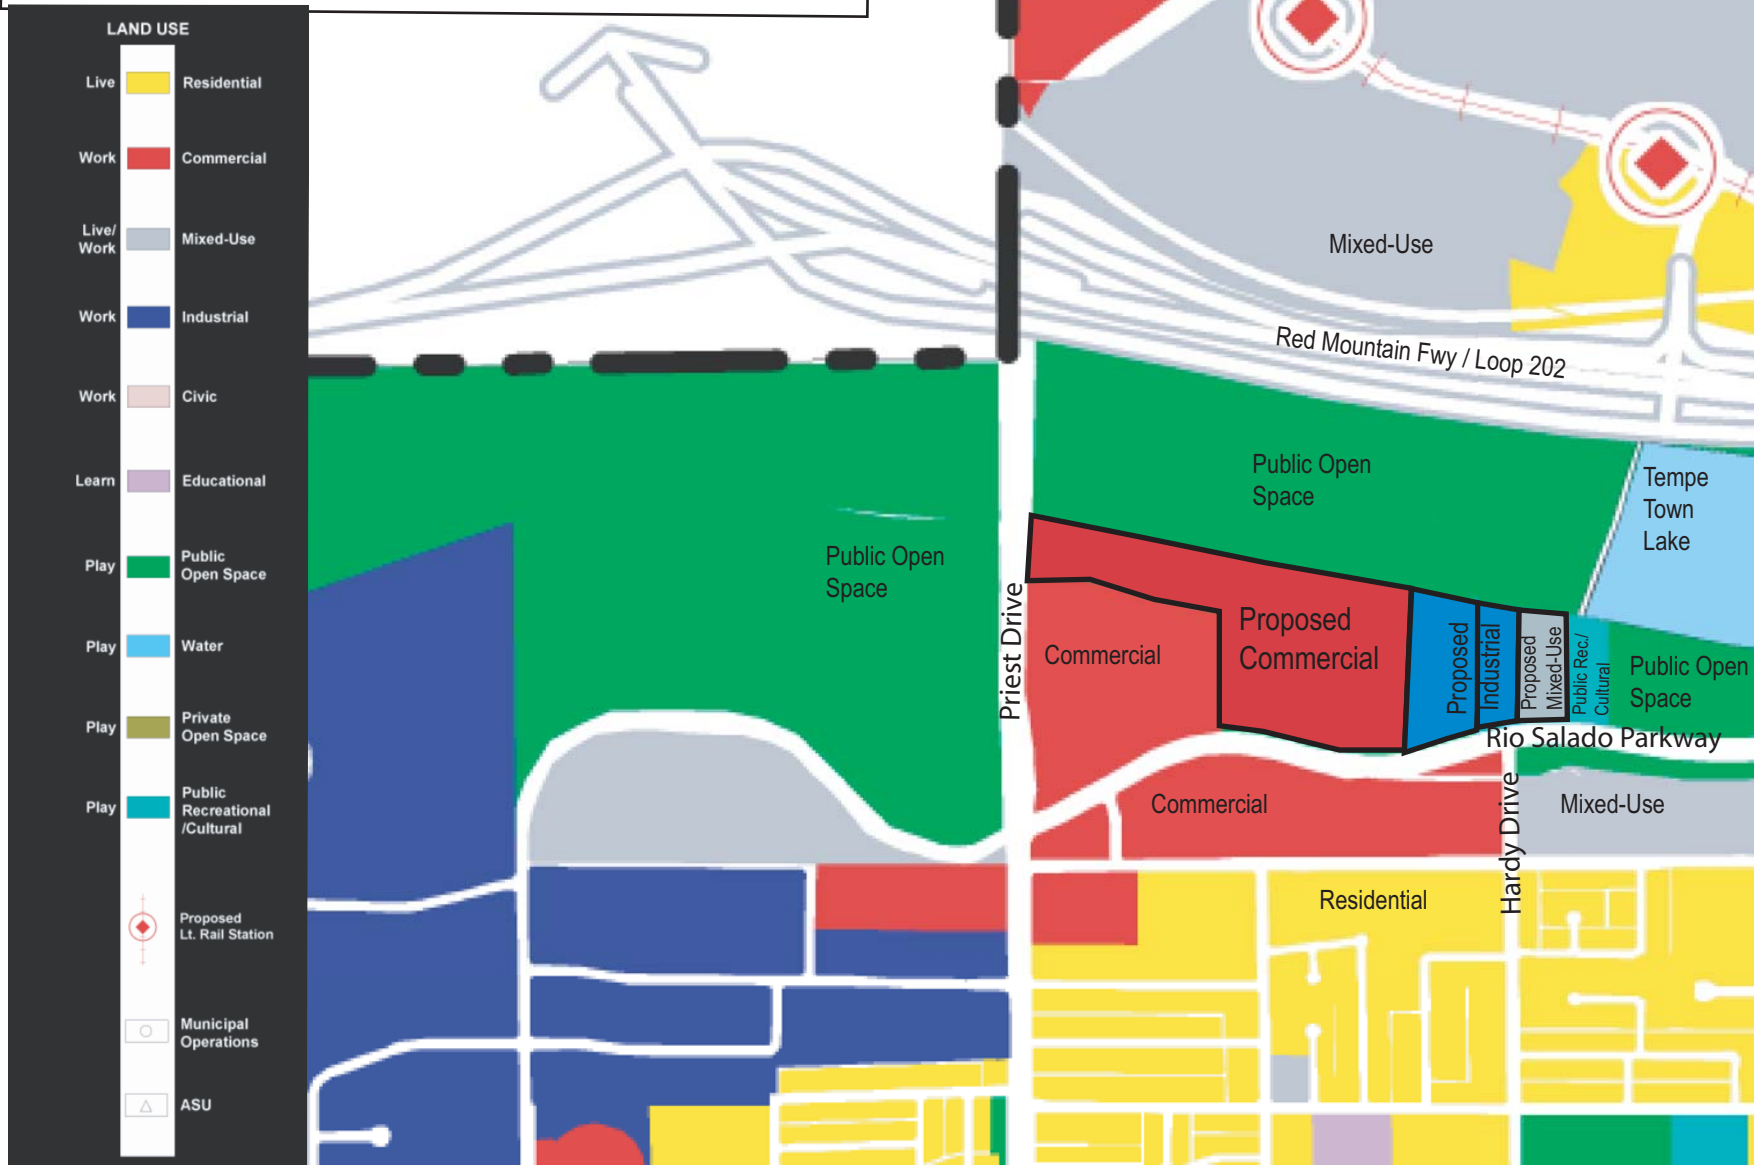 LAND USE
Live
Residential
Work
Commercial
Live/
Work
Mixed-Use
Work
Industrial
Work
Civic
Learn
Educational
Play
Public
Open Space
Play
Water
Play
Private
Open Space
Play
Public
Recreational
/Cultural
Proposed
Lt. Rail Station
Municipal
Operations
ASU
Mixed-Use
Red Mountain Fwy / Loop 202
Public Open
Space
Tempe
Town
Lake
Public Open
Space
Priest Drive
Commercial
Proposed
Commercial
Proposed
Industrial
Proposed
Mixed-Use
Public Rec./
Cultural
Public Open
Space
Rio Salado Parkway
Commercial
Hardy Drive
Mixed-Use
Residential